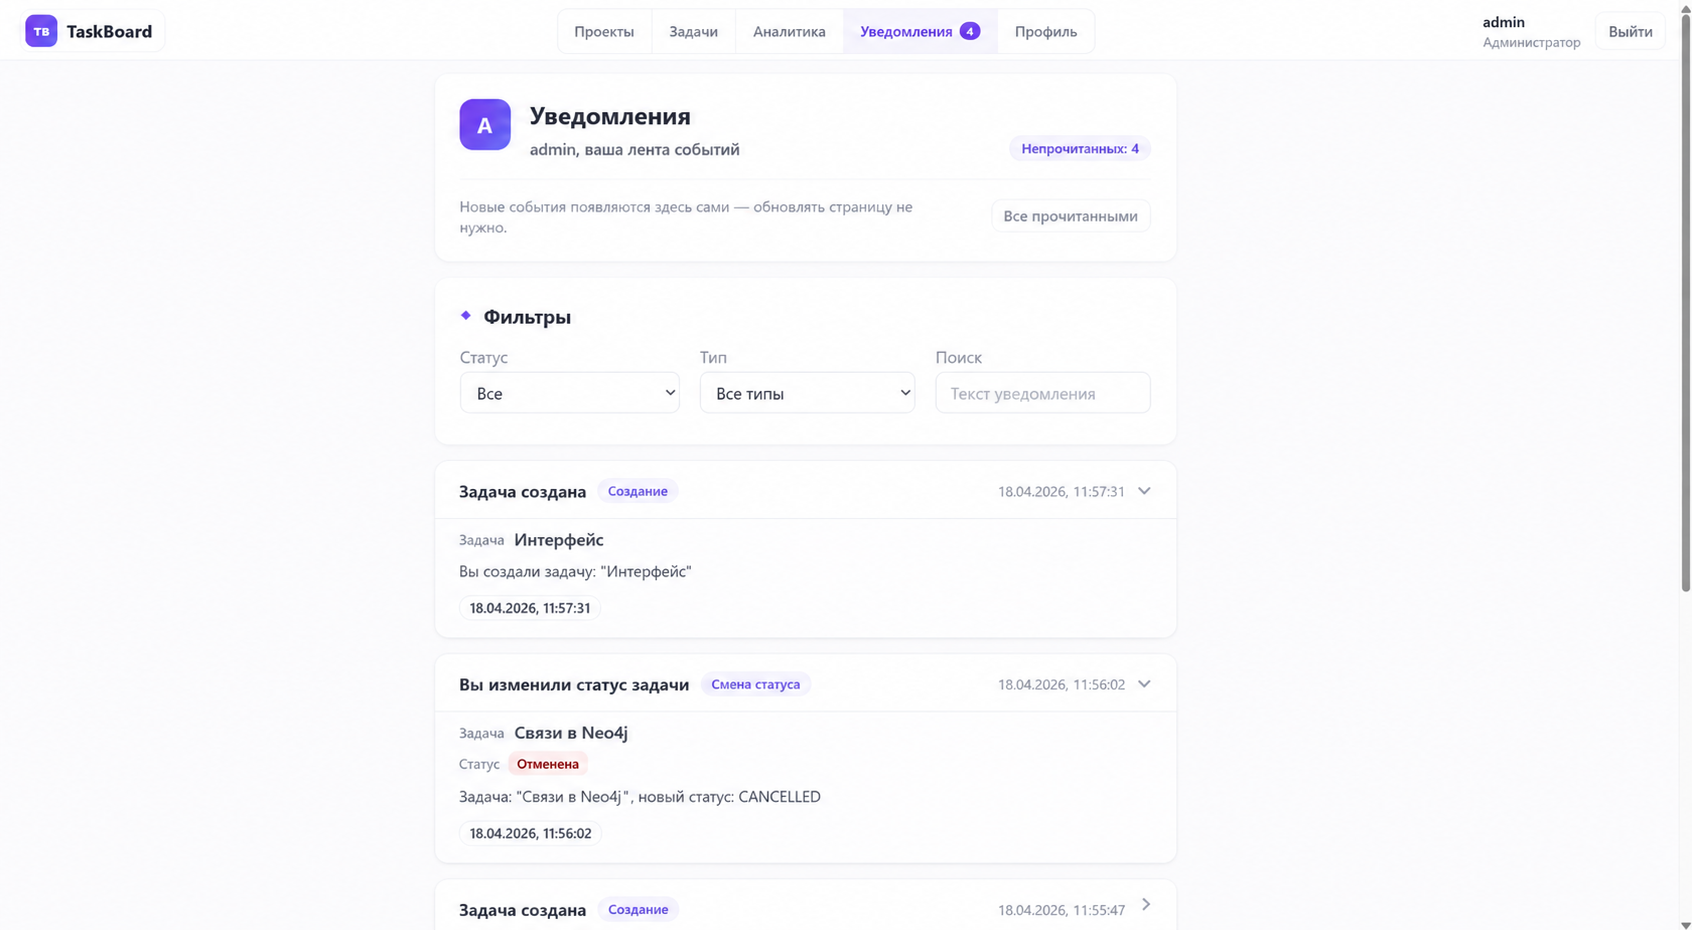 ТВ TaskBoard
Проекты Задачи Аналитика Уведомления 4 Профиль
admin
Администратор
Выйти
А
Уведомления
admin, ваша лента событий
Непрочитанных: 4
Новые события появляются здесь сами — обновлять страницу не
нужно.
Все прочитанными
Фильтры
Статус Тип Поиск
Все Все типы Текст уведомления
Задача создана Создание 18.04.2026, 11:57:31
Задача Интерфейс
Вы создали задачу: "Интерфейс"
18.04.2026, 11:57:31
Вы изменили статус задачи Смена статуса 18.04.2026, 11:56:02
Задача Связи в Neo4j
Статус Отменена
Задача: "Связи в Neo4j", новый статус: CANCELLED
18.04.2026, 11:56:02
Задача создана Создание 18.04.2026, 11:55:47